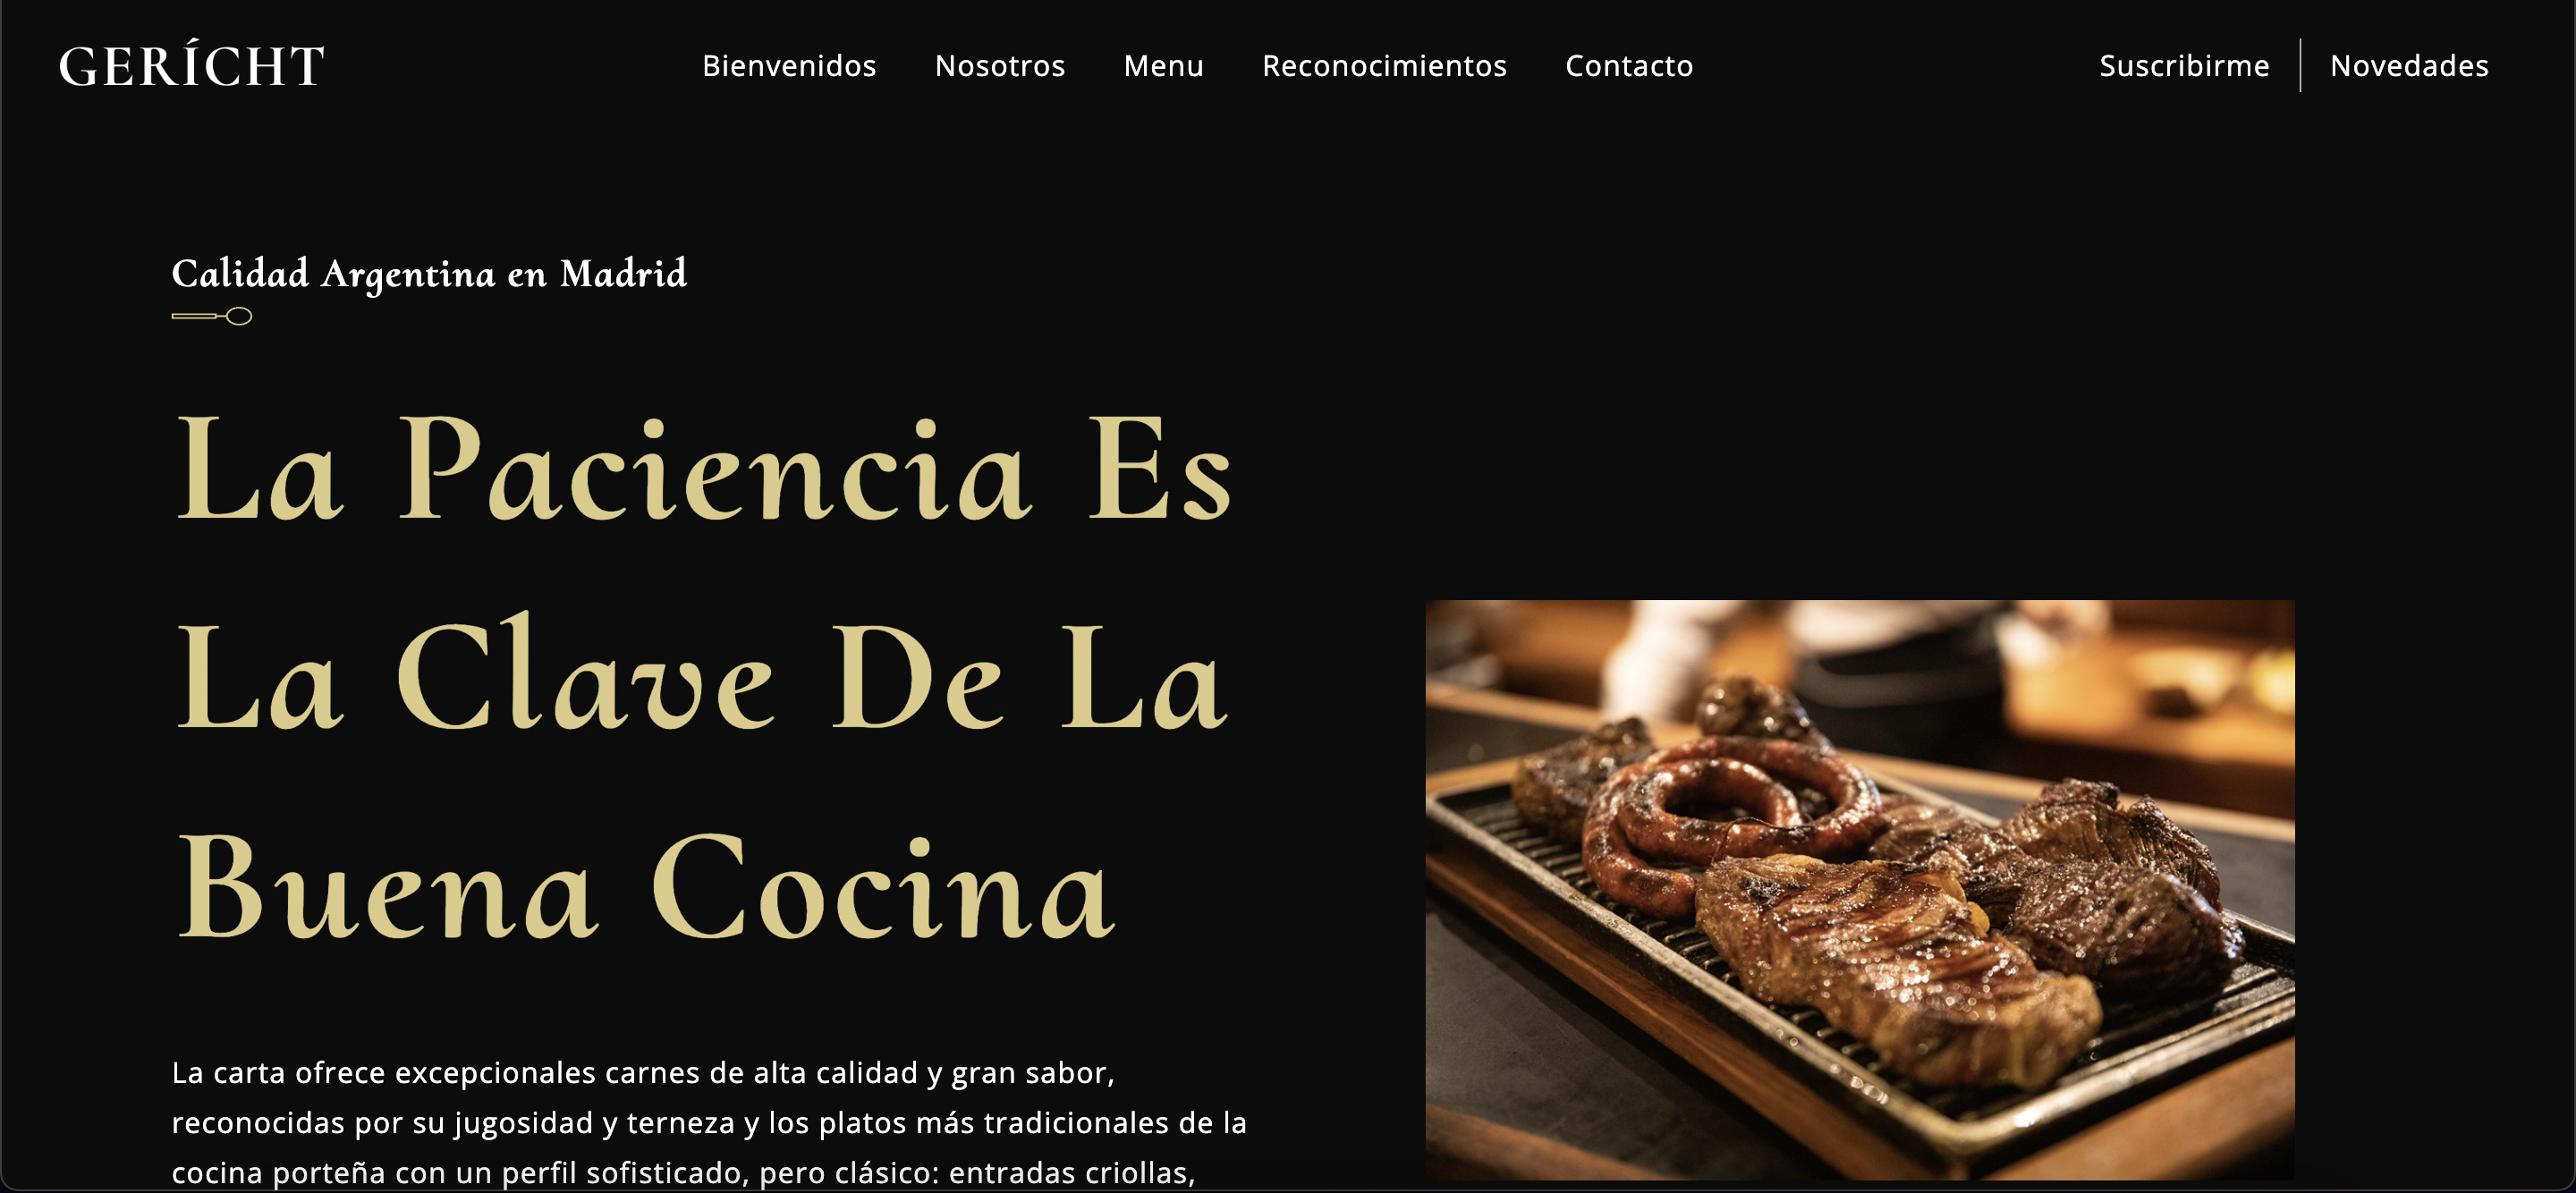 GERÍCHT
Bienvenidos
Nosotros
Menu
Reconocimientos
Contacto
Suscribirme
Novedades
Calidad Argentina en Madrid
La Paciencia Es
La Clave De La
Buena Cocina
La carta ofrece excepcionales carnes de alta calidad y gran sabor,
reconocidas por su jugosidad y terneza y los platos más tradicionales de la
cocina porteña con un perfil sofisticado, pero clásico: entradas criollas,